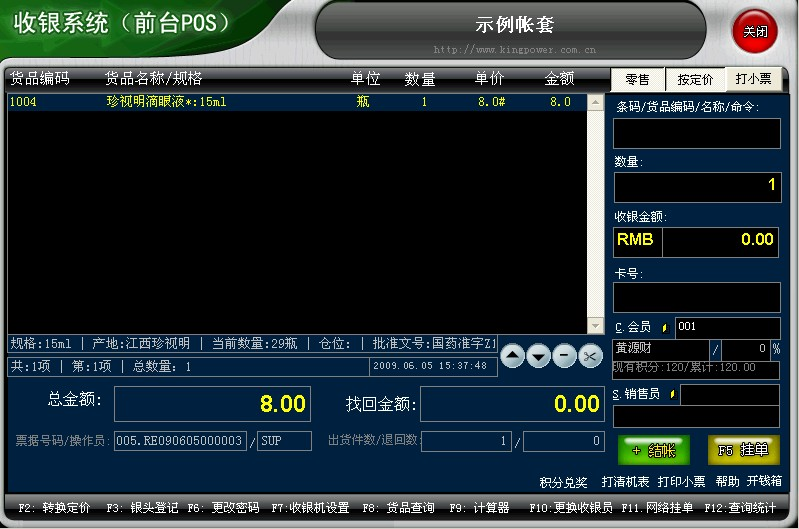 收银系统（前台POS） 示例帐套 关闭
http://www.kingpower.com.cn
货品编码 货品名称/规格 单位 数量 单价 金额 零售 按定价 打小票
1004 珍视明滴眼液*:15ml 瓶 1 8.0# 8.0
条码/货品编码/名称/命令:
数量:
1
收银金额:
RMB 0.00
卡号:
C.会员 001
黄源财 / 0 %
现有积分:120/累计:120.00
S.销售员
规格:15ml | 产地:江西珍视明 | 当前数量:29瓶 | 仓位: | 批准文号:国药准字Z1
共:1项 | 第:1项 | 总数量: 1 2009.06.05 15:37:48
总金额: 8.00 找回金额: 0.00
票据号码/操作员: 005.RE090605000003 / SUP 出货件数/退回数: 1 / 0
+ 结帐 F5 挂单
积分兑奖 打清机表 打印小票 帮助 开钱箱
F2: 转换定价 F3: 银头登记 F6: 更改密码 F7:收银机设置 F8: 货品查询 F9: 计算器 F10:更换收银员 F11.网络挂单 F12:查询统计